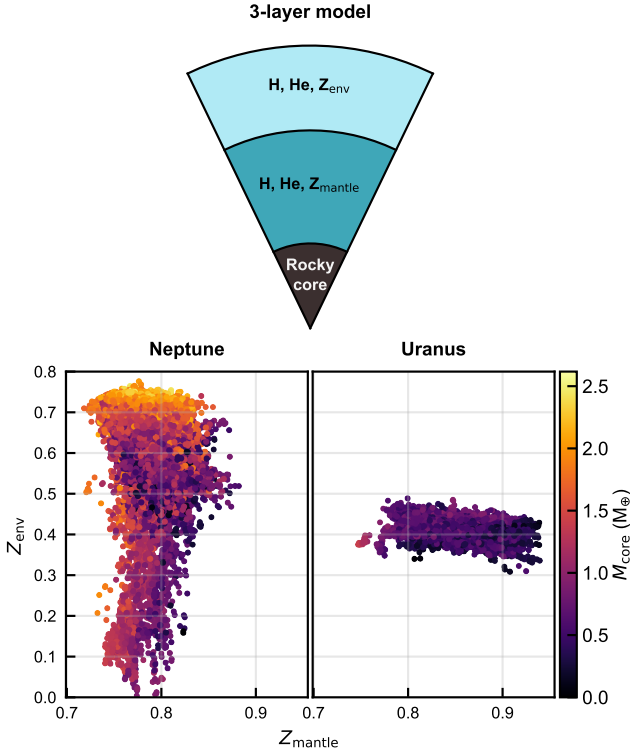 3-layer model
H, He, Z_env
H, He, Z_mantle
Rocky
core
Neptune
Uranus
0.8
0.7
0.6
0.5
0.4
0.3
0.2
0.1
0.0
Z_env
0.7 0.8 0.9
0.7 0.8 0.9
Z_mantle
2.5
2.0
1.5
1.0
0.5
0.0
M_core (M_⊕)